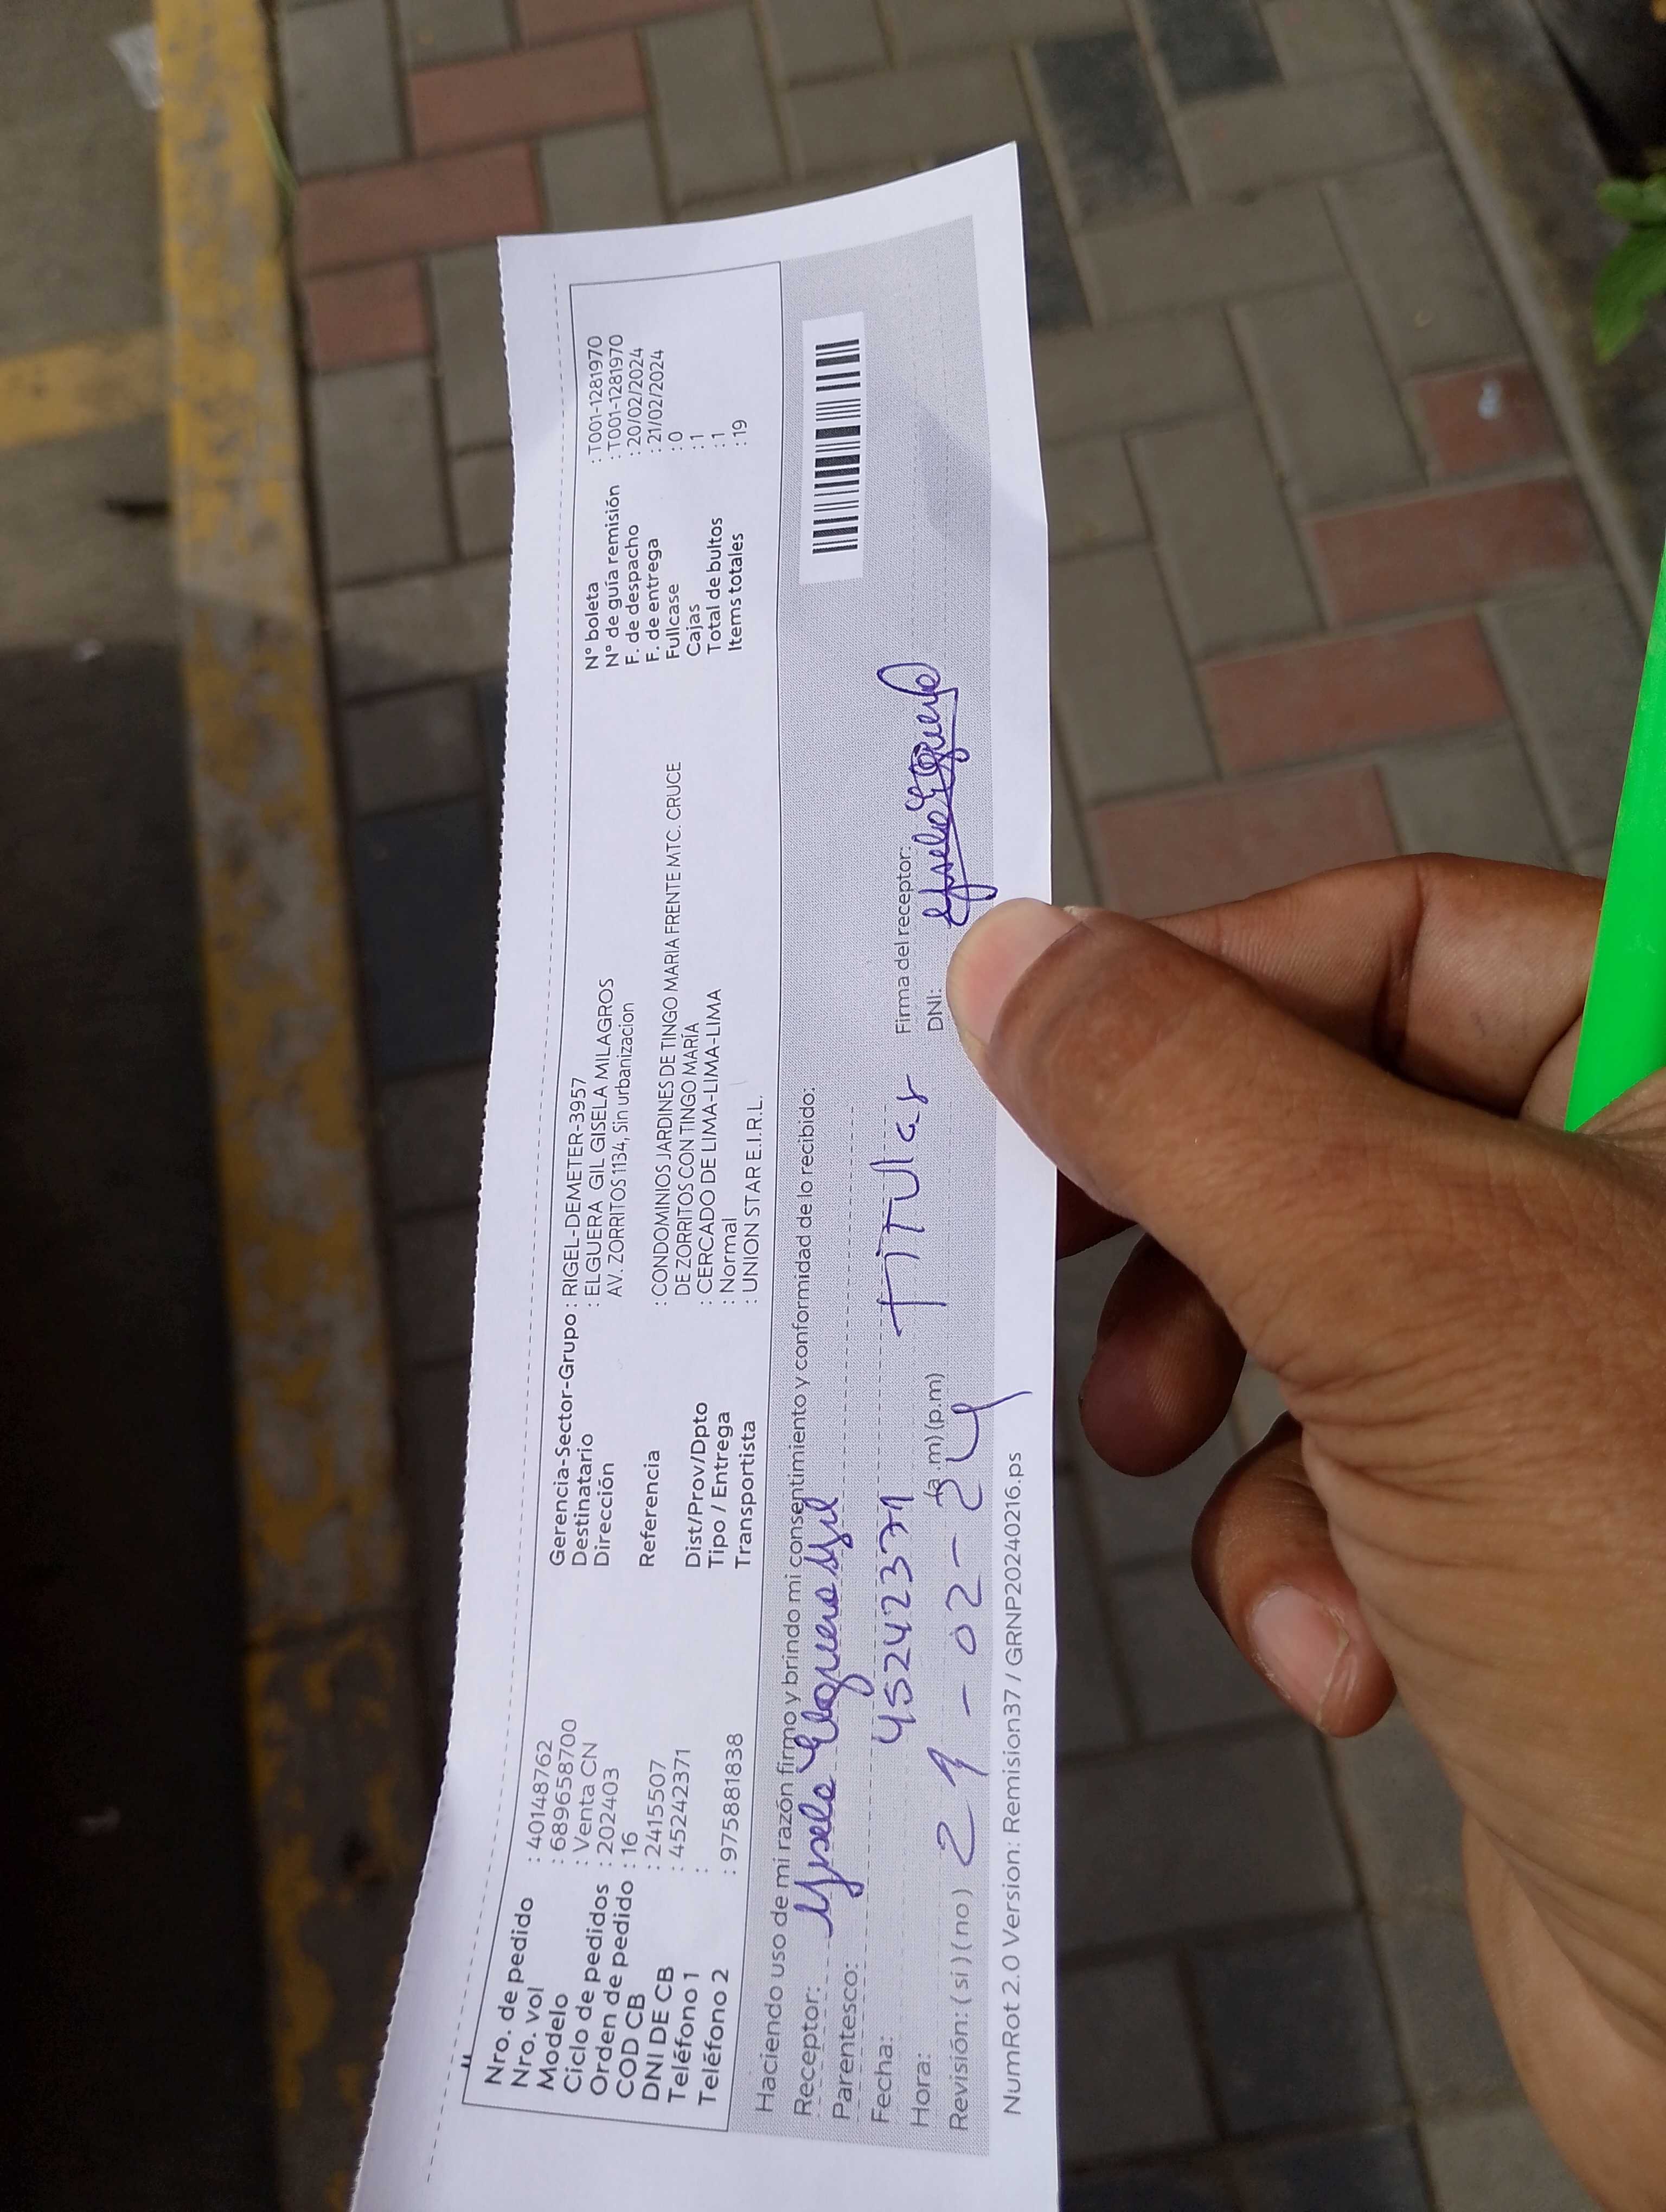 Nro. de pedido : 40148762
Nro. vol : 68965658700
Modelo : Venta CN
Ciclo de pedidos : 202403
Orden de pedido : 16
COD CB : 2415507
DNI DE CB : 45242371
Teléfono 1 :
Teléfono 2 : 975881838
Gerencia-Sector-Grupo : RIGEL-DEMETER-3957
Destinatario : ELGUERA GIL GISELA MILAGROS
Dirección AV. ZORRITOS 1134, Sin urbanizacion
Referencia : CONDOMINIOS JARDINES DE TINGO MARIA FRENTE MTC. CRUCE
DE ZORRITOS CON TINGO MARÍA
Dist/Prov/Dpto : CERCADO DE LIMA-LIMA-LIMA
Tipo / Entrega : Normal
Transportista : UNION STAR E.I.R.L.
N° boleta : T001-1281970
N° de guía remisión : T001-1281970
F. de despacho : 20/02/2024
F. de entrega : 21/02/2024
Fullcase : 0
Cajas : 1
Total de bultos : 1
Items totales : 19
Haciendo uso de mi razón firmo y brindo mi consentimiento y conformidad de lo recibido:
Receptor: Gisela Elguera Gil
Parentesco:
Fecha: 45242371 TiTular Firma del receptor: Gisela Elguera
Hora: (a.m) (p.m) DNI:
Revisión: (si) (no) 21-02-24
NumRot 2.0 Version: Remision37 / GRNP20240216.ps